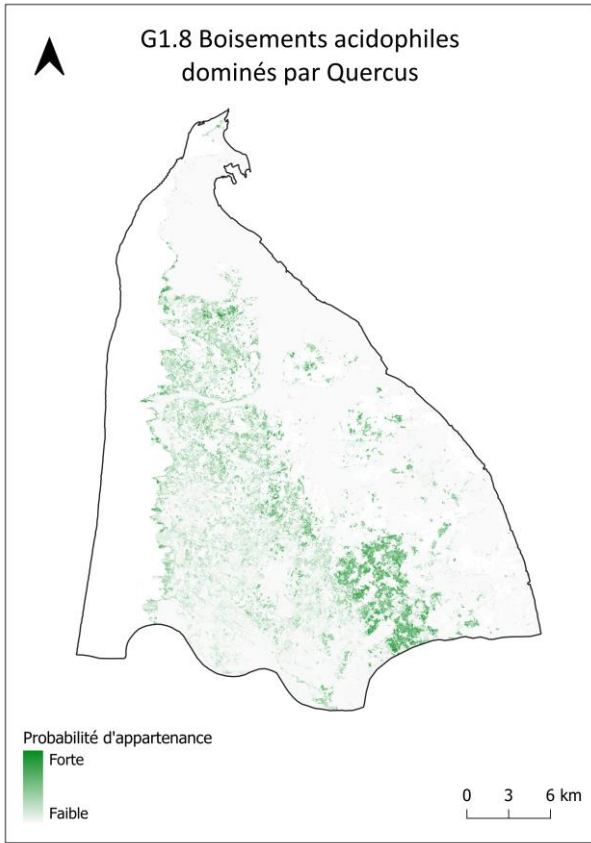 G1.8 Boisements acidophiles
dominés par Quercus
Probabilité d'appartenance
Forte
Faible
0 3 6 km